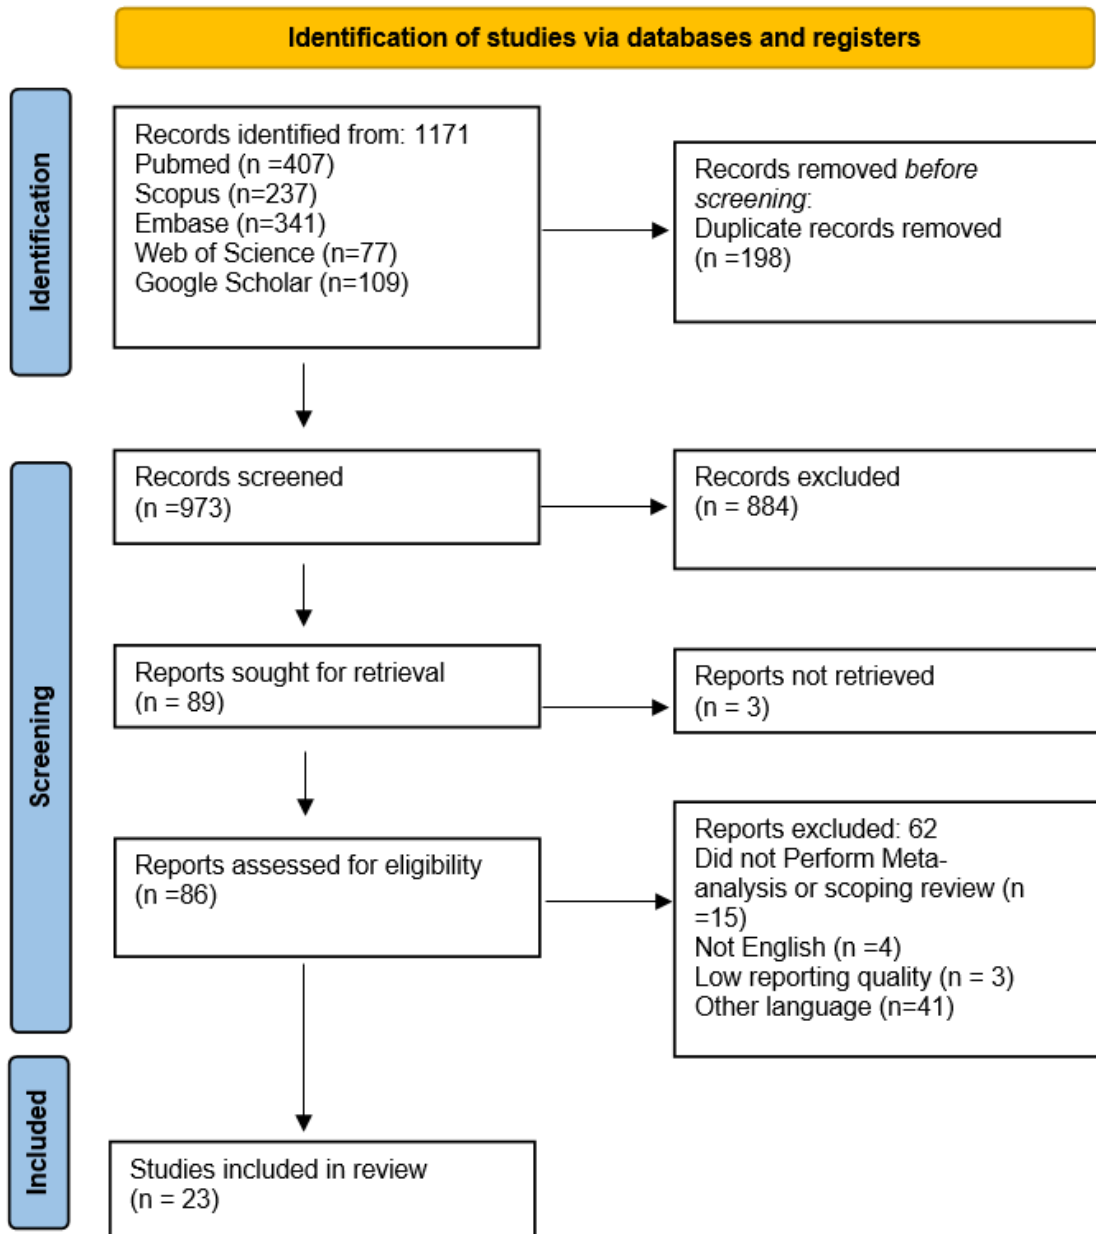 Identification of studies via databases and registers
Identification
Records identified from: 1171
Pubmed (n =407)
Scopus (n=237)
Embase (n=341)
Web of Science (n=77)
Google Scholar (n=109)
Records removed before
screening:
Duplicate records removed
(n =198)
Screening
Records screened
(n =973)
Records excluded
(n = 884)
Reports sought for retrieval
(n = 89)
Reports not retrieved
(n = 3)
Reports assessed for eligibility
(n =86)
Reports excluded: 62
Did not Perform Meta-
analysis or scoping review (n
=15)
Not English (n =4)
Low reporting quality (n = 3)
Other language (n=41)
Included
Studies included in review
(n = 23)